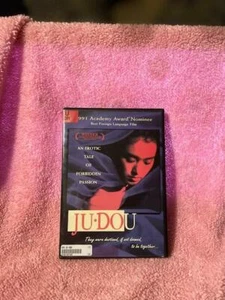 1991 Academy Award Nominee
Best Foreign Language Film
AN EROTIC
TALE
OF
FORBIDDEN
PASSION
JU·DOU
They were destined, if not doomed,
to be together...